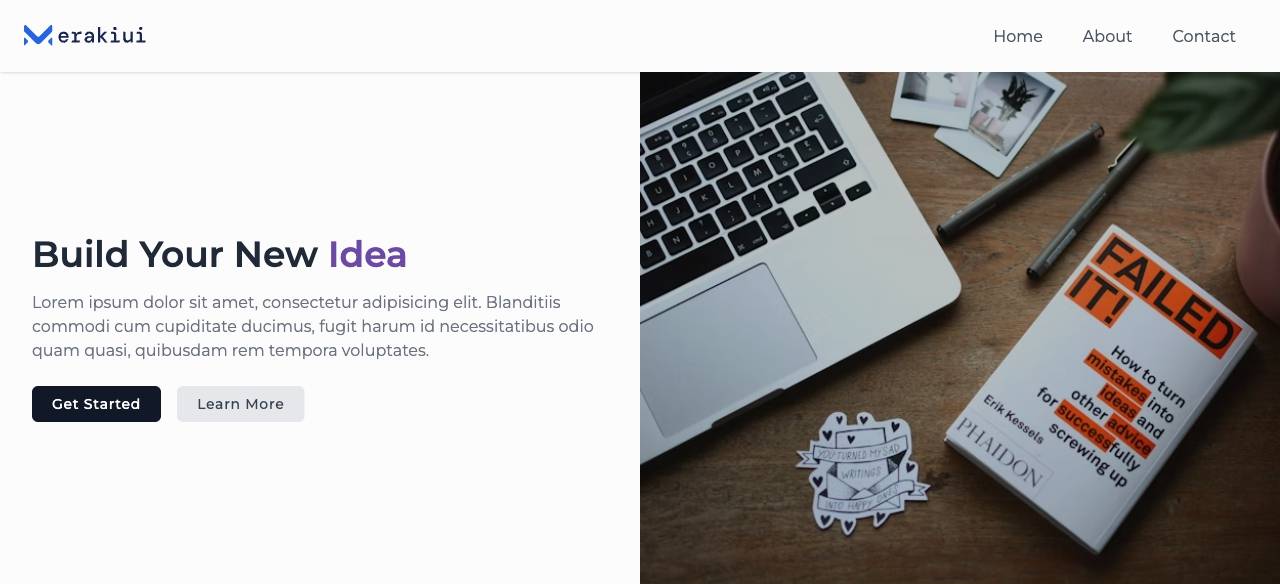 erakiui
Home About Contact
Build Your New Idea
Lorem ipsum dolor sit amet, consectetur adipisicing elit. Blanditiis
commodi cum cupiditate ducimus, fugit harum id necessitatibus odio
quam quasi, quibusdam rem tempora voluptates.
Get Started Learn More
FAILED
IT!
How to turn
mistakes into
ideas and
other advice
for successfully
screwing up
Erik Kessels
PHAIDON
YOU TURNED MY SAD
WRITINGS
INTO HAPPY ONES